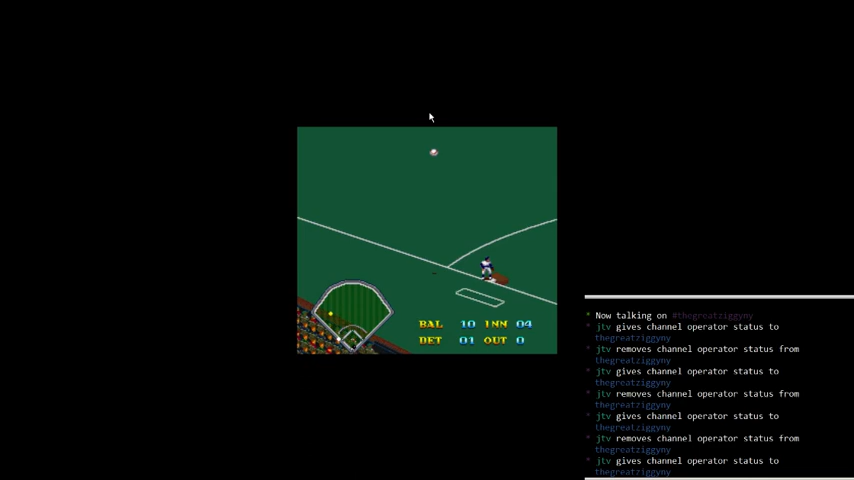 BAL 10 INN 04
DET 01 OUT 0
* Now talking on #thegreatziggyny
* jtv gives channel operator status to
thegreatziggyny
* jtv removes channel operator status from
thegreatziggyny
* jtv gives channel operator status to
thegreatziggyny
* jtv removes channel operator status from
thegreatziggyny
* jtv gives channel operator status to
thegreatziggyny
* jtv removes channel operator status from
thegreatziggyny
* jtv gives channel operator status to
thegreatziggyny